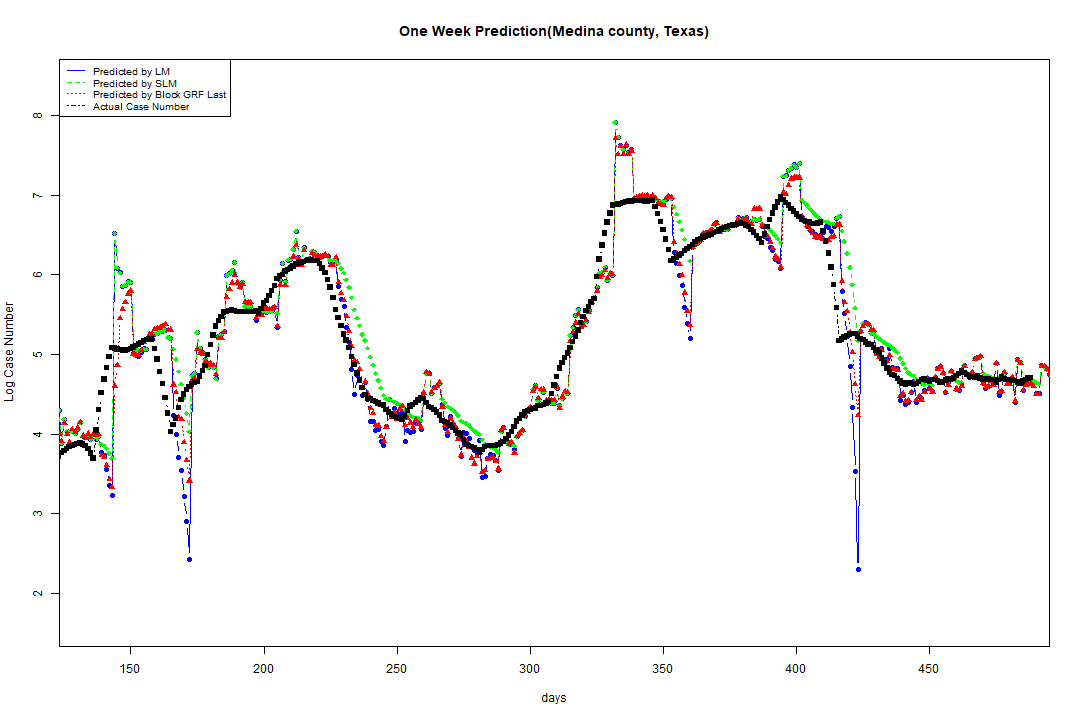 One Week Prediction(Medina county, Texas)
Predicted by LM
Predicted by SLM
Predicted by Block GRF Last
Actual Case Number
8
7
6
5
4
3
2
Log Case Number
150 200 250 300 350 400 450
days